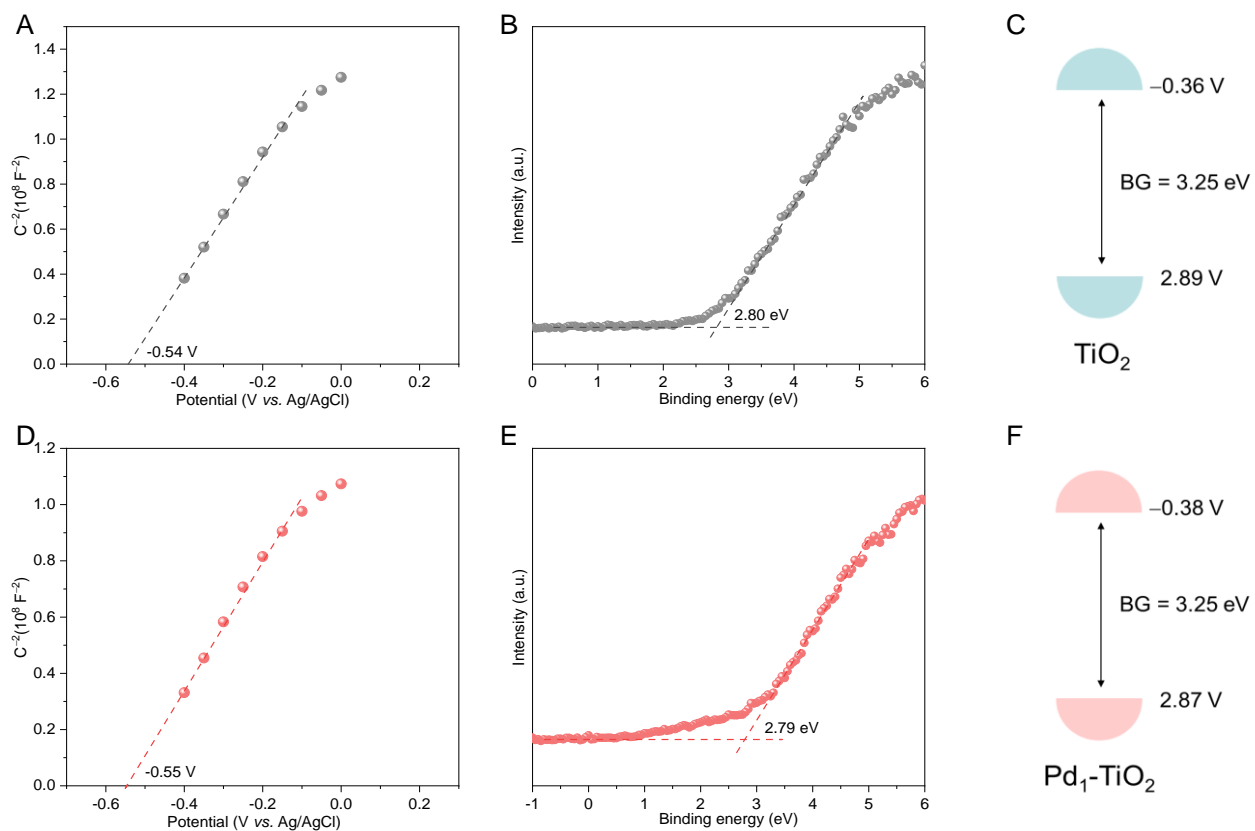 A
1.4
1.2
1.0
0.8
0.6
0.4
0.2
0.0
C⁻²(10⁸ F⁻²)
-0.54 V
-0.6 -0.4 -0.2 0.0 0.2
Potential (V vs. Ag/AgCl)
B
Intensity (a.u.)
2.80 eV
0 1 2 3 4 5 6
Binding energy (eV)
C
–0.36 V
BG = 3.25 eV
2.89 V
TiO₂
D
1.2
1.0
0.8
0.6
0.4
0.2
0.0
C⁻²(10⁸ F⁻²)
-0.55 V
-0.6 -0.4 -0.2 0.0 0.2
Potential (V vs. Ag/AgCl)
E
Intensity (a.u.)
2.79 eV
-1 0 1 2 3 4 5 6
Binding energy (eV)
F
–0.38 V
BG = 3.25 eV
2.87 V
Pd₁-TiO₂